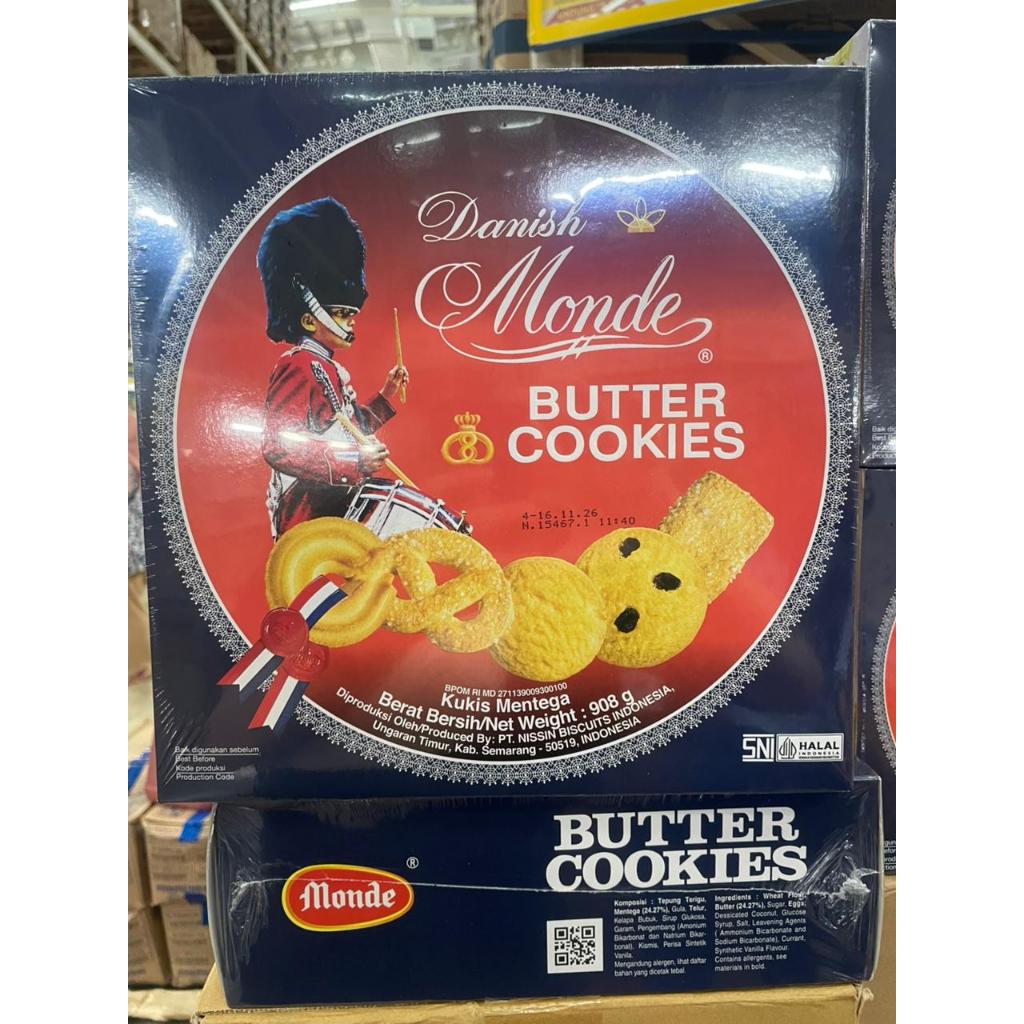 Danish
Monde
®
BUTTER
COOKIES
4-16.11.26
N.15467.1 11:40
BPOM RI MD 271139009300100
Kukis Mentega
Berat Bersih/Net Weight : 908 g
Diproduksi Oleh/Produced By: PT. NISSIN BISCUITS INDONESIA,
Ungaran Timur, Kab. Semarang - 50519, INDONESIA
Baik digunakan sebelum
Best Before
Kode produksi
Production Code
SNI
HALAL
INDONESIA
BUTTER
COOKIES
Monde
®
Komposisi : Tepung Terigu,
Mentega (24.27%), Gula, Telur,
Kelapa Bubuk, Sirup Glukosa,
Garam, Pengembang (Amonium
Bikarbonat dan Natrium Bikar-
bonat), Kismis, Perisa Sintetik
Vanila.
Mengandung alergen, lihat daftar
bahan yang dicetak tebal.
Ingredients : Wheat Flour,
Butter (24.27%), Sugar, Eggs,
Dessicated Coconut, Glucose
Syrup, Salt, Leavening Agents
( Ammonium Bicarbonate and
Sodium Bicarbonate), Currant,
Synthetic Vanilla Flavour.
Contains allergents, see
materials in bold.